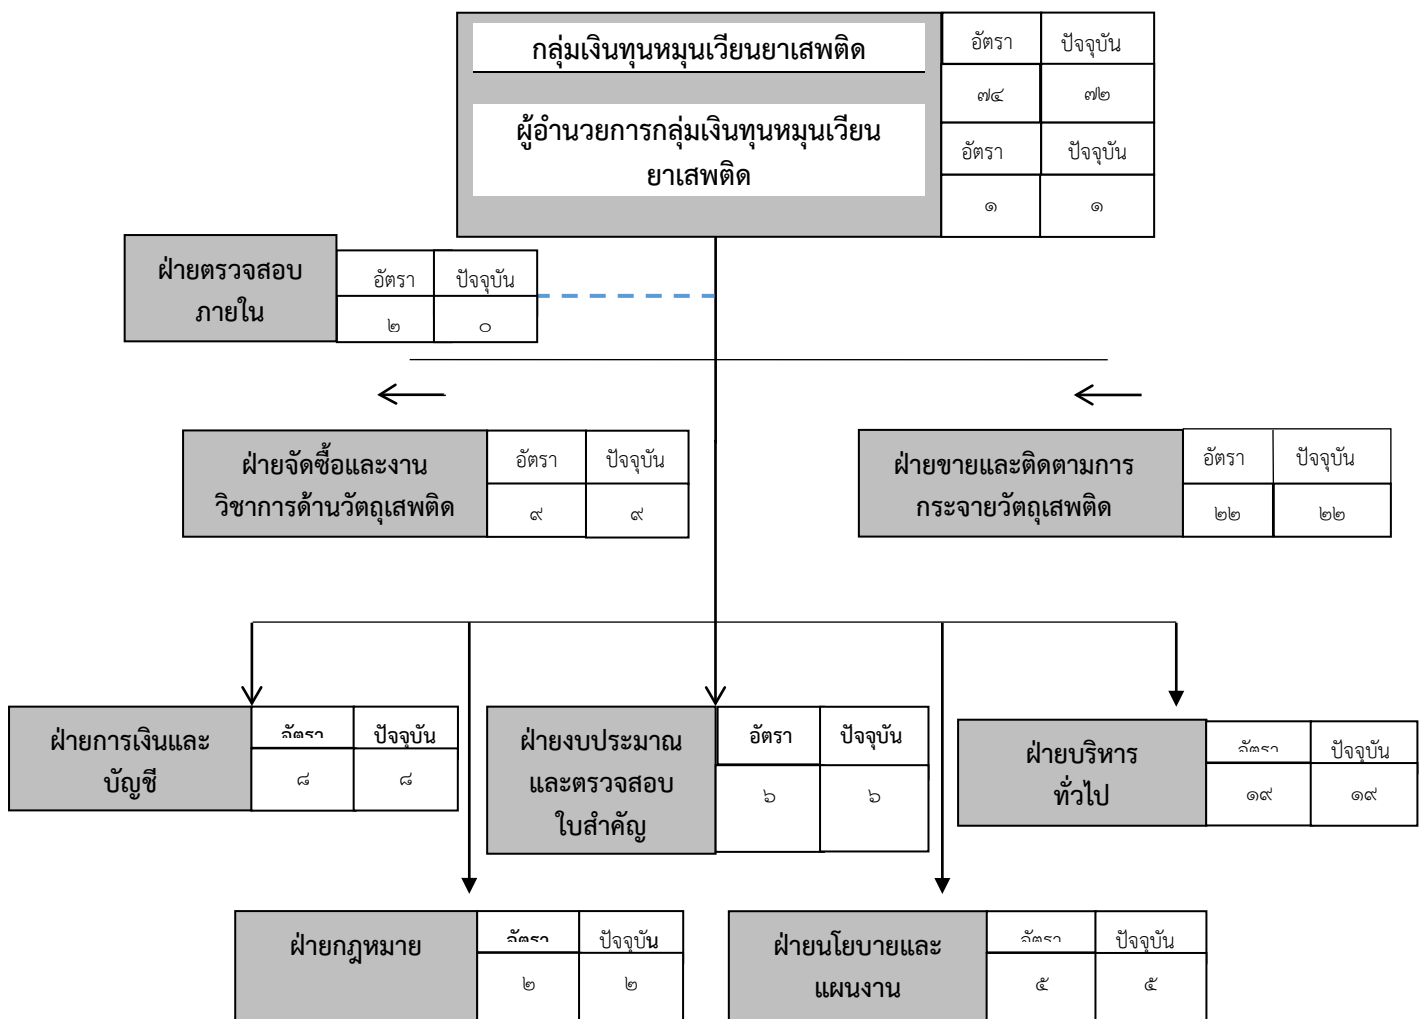 กลุ่มเงินทุนหมุนเวียนยาเสพติด
อัตรา ปัจจุบัน
๗๔ ๗๒
ผู้อำนวยการกลุ่มเงินทุนหมุนเวียน
ยาเสพติด
อัตรา ปัจจุบัน
๑ ๑
ฝ่ายตรวจสอบ
ภายใน
อัตรา ปัจจุบัน
๒ ๐
ฝ่ายจัดซื้อและงาน
วิชาการด้านวัตถุเสพติด
อัตรา ปัจจุบัน
๙ ๙
ฝ่ายขายและติดตามการ
กระจายวัตถุเสพติด
อัตรา ปัจจุบัน
๒๒ ๒๒
ฝ่ายการเงินและ
บัญชี
อัตรา ปัจจุบัน
๘ ๘
ฝ่ายงบประมาณ
และตรวจสอบ
ใบสำคัญ
อัตรา ปัจจุบัน
๖ ๖
ฝ่ายบริหาร
ทั่วไป
อัตรา ปัจจุบัน
๑๙ ๑๙
ฝ่ายกฎหมาย
อัตรา ปัจจุบัน
๒ ๒
ฝ่ายนโยบายและ
แผนงาน
อัตรา ปัจจุบัน
๕ ๕